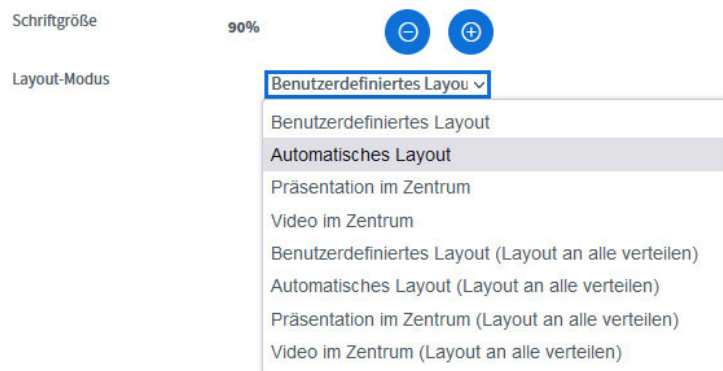 Schriftgröße 90%
Layout-Modus Benutzerdefiniertes Layou
Benutzerdefiniertes Layout
Automatisches Layout
Präsentation im Zentrum
Video im Zentrum
Benutzerdefiniertes Layout (Layout an alle verteilen)
Automatisches Layout (Layout an alle verteilen)
Präsentation im Zentrum (Layout an alle verteilen)
Video im Zentrum (Layout an alle verteilen)